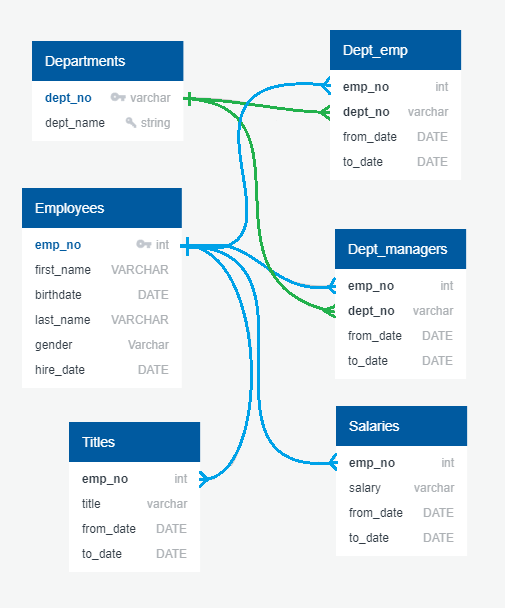 Departments
dept_no varchar
dept_name string
Employees
emp_no int
first_name VARCHAR
birthdate DATE
last_name VARCHAR
gender Varchar
hire_date DATE
Titles
emp_no int
title varchar
from_date DATE
to_date DATE
Dept_emp
emp_no int
dept_no varchar
from_date DATE
to_date DATE
Dept_managers
emp_no int
dept_no varchar
from_date DATE
to_date DATE
Salaries
emp_no int
salary varchar
from_date DATE
to_date DATE